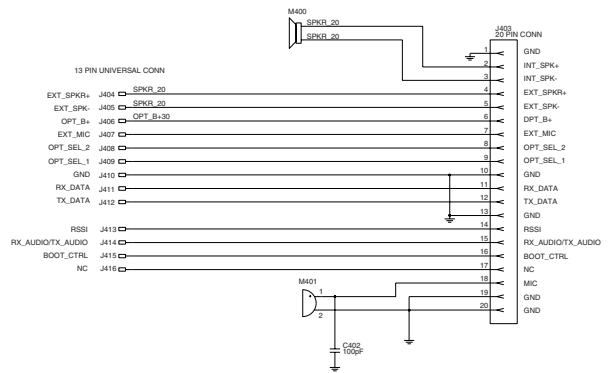 M400
SPKR_20
SPKR_20
J403
20 PIN CONN
13 PIN UNIVERSAL CONN
1 GND
2 INT_SPK+
3 INT_SPK-
EXT_SPKR+ J404 SPKR_20 4 EXT_SPKR+
EXT_SPK- J405 SPKR_20 5 EXT_SPK-
OPT_B+ J406 OPT_B+30 6 DPT_B+
EXT_MIC J407 7 EXT_MIC
OPT_SEL_2 J408 8 OPT_SEL_2
OPT_SEL_1 J409 9 OPT_SEL_1
GND J410 10 GND
RX_DATA J411 11 RX_DATA
TX_DATA J412 12 TX_DATA
13 GND
RSSI J413 14 RSSI
RX_AUDIO/TX_AUDIO J414 15 RX_AUDIO/TX_AUDIO
BOOT_CTRL J415 16 BOOT_CTRL
NC J416 17 NC
M401
1 18 MIC
19 GND
2 20 GND
C402
100pF